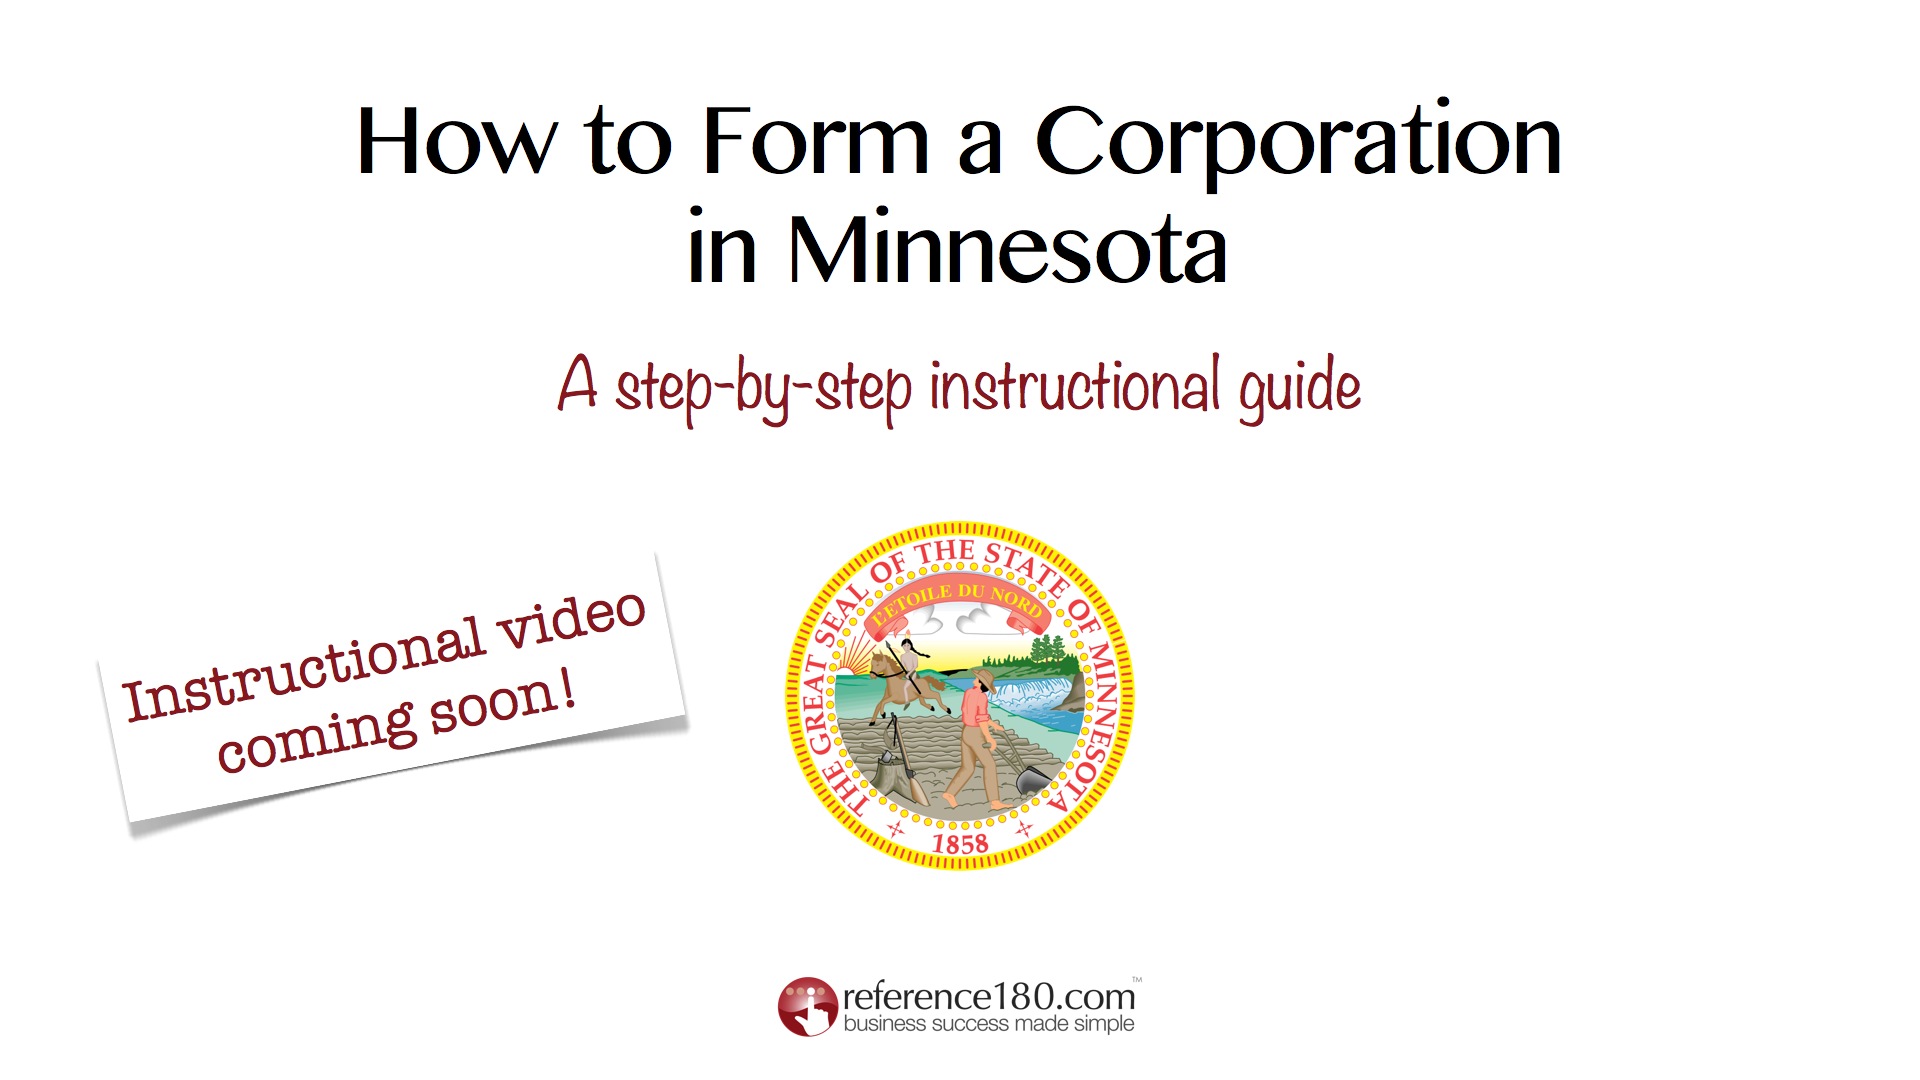 How to Form a Corporation
in Minnesota
A step-by-step instructional guide
Instructional video
coming soon!
THE GREAT SEAL OF THE STATE OF MINNESOTA
L'ETOILE DU NORD
1858
reference180.com™
business success made simple